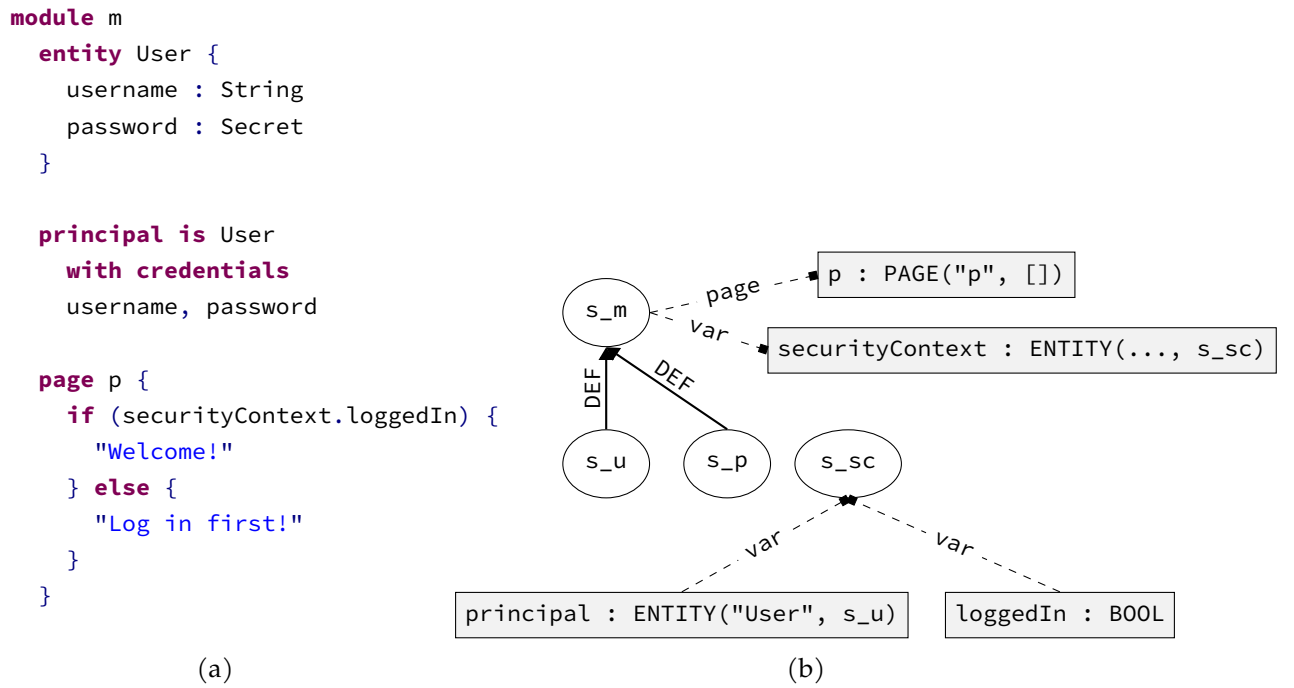 module m
entity User {
username : String
password : Secret
}
principal is User
with credentials
username, password
page p {
if (securityContext.loggedIn) {
"Welcome!"
} else {
"Log in first!"
}
}
(a)
s_m
page
p : PAGE("p", [])
var
securityContext : ENTITY(..., s_sc)
DEF
DEF
s_u
s_p
s_sc
var
var
principal : ENTITY("User", s_u)
loggedIn : BOOL
(b)